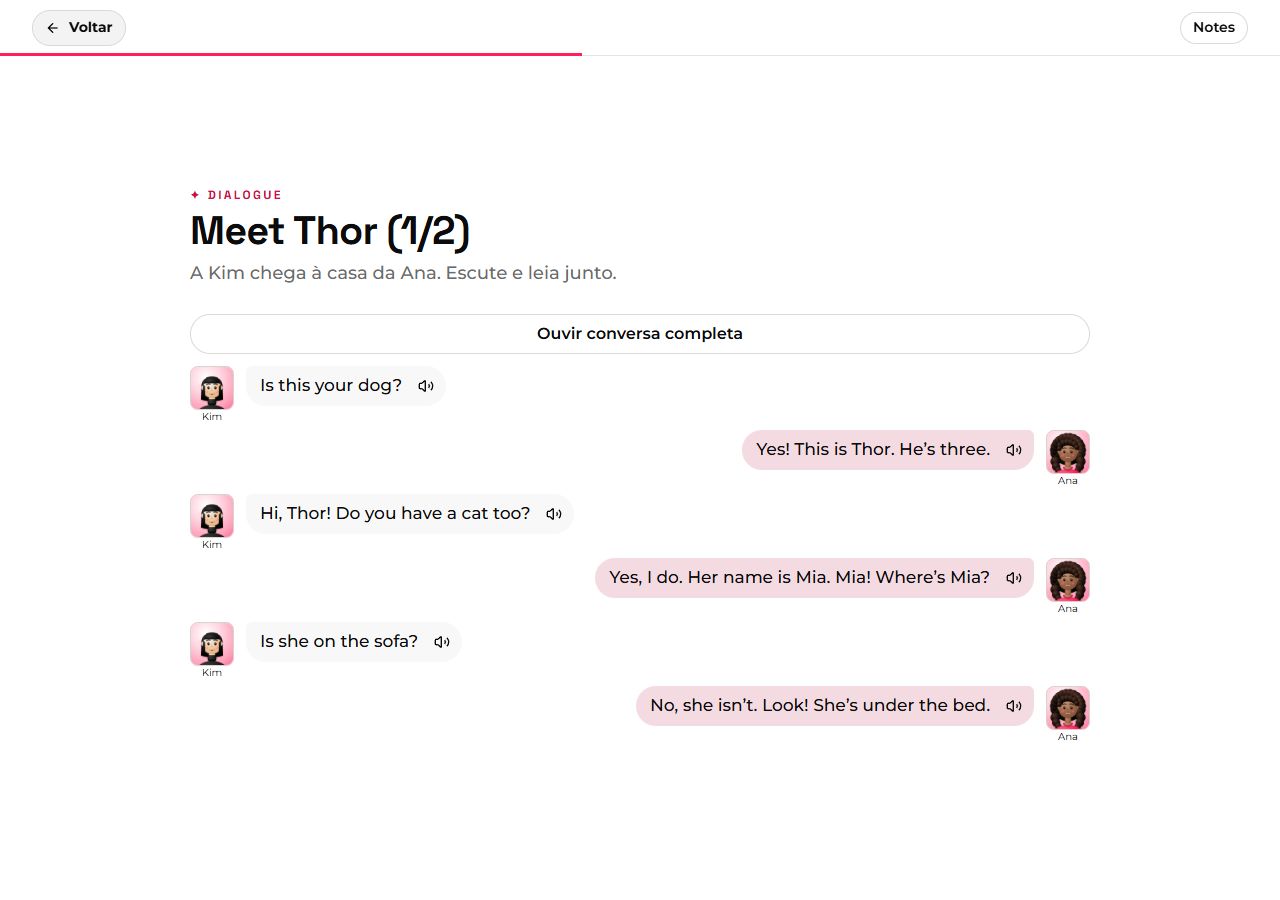 Voltar
Notes
DIALOGUE
Meet Thor (1/2)
A Kim chega à casa da Ana. Escute e leia junto.
Ouvir conversa completa
Is this your dog?
Kim
Yes! This is Thor. He’s three.
Ana
Hi, Thor! Do you have a cat too?
Kim
Yes, I do. Her name is Mia. Mia! Where’s Mia?
Ana
Is she on the sofa?
Kim
No, she isn’t. Look! She’s under the bed.
Ana